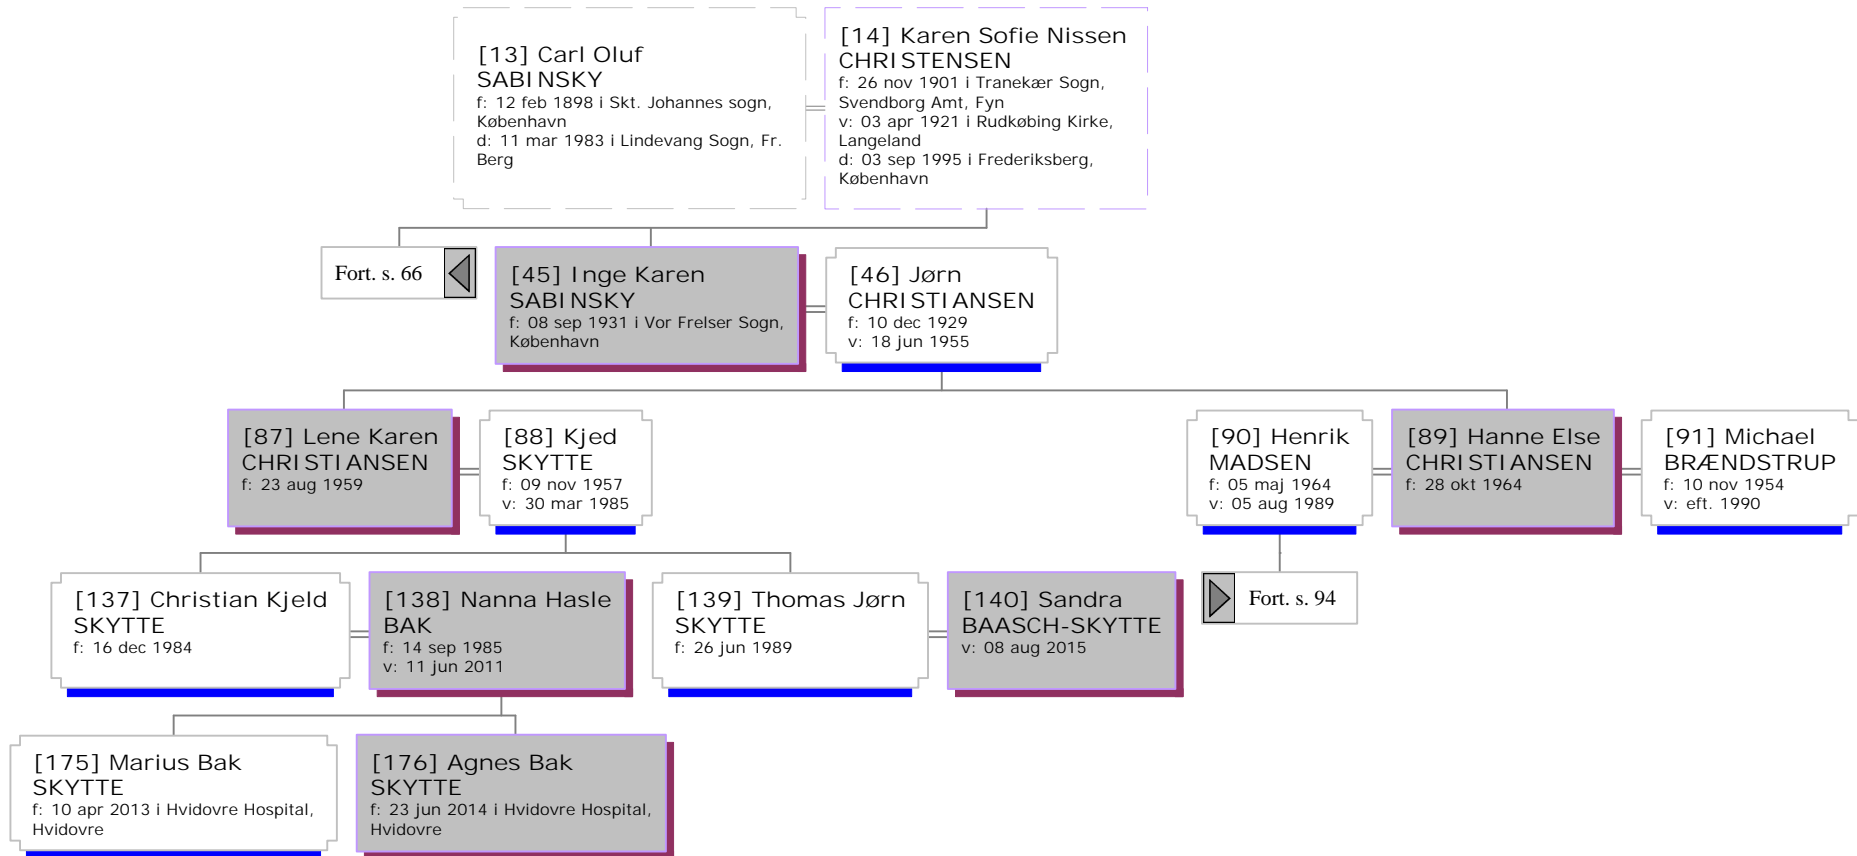 [13] Carl Oluf
SABINSKY
f: 12 feb 1898 i Skt. Johannes sogn,
København
d: 11 mar 1983 i Lindevang Sogn, Fr.
Berg
[14] Karen Sofie Nissen
CHRISTENSEN
f: 26 nov 1901 i Tranekær Sogn,
Svendborg Amt, Fyn
v: 03 apr 1921 i Rudkøbing Kirke,
Langeland
d: 03 sep 1995 i Frederiksberg,
København
Fort. s. 66
[45] Inge Karen
SABINSKY
f: 08 sep 1931 i Vor Frelser Sogn,
København
[46] Jørn
CHRISTIANSEN
f: 10 dec 1929
v: 18 jun 1955
[87] Lene Karen
CHRISTIANSEN
f: 23 aug 1959
[88] Kjed
SKYTTE
f: 09 nov 1957
v: 30 mar 1985
[90] Henrik
MADSEN
f: 05 maj 1964
v: 05 aug 1989
[89] Hanne Else
CHRISTIANSEN
f: 28 okt 1964
[91] Michael
BRÆNDSTRUP
f: 10 nov 1954
v: eft. 1990
[137] Christian Kjeld
SKYTTE
f: 16 dec 1984
[138] Nanna Hasle
BAK
f: 14 sep 1985
v: 11 jun 2011
[139] Thomas Jørn
SKYTTE
f: 26 jun 1989
[140] Sandra
BAASCH-SKYTTE
v: 08 aug 2015
Fort. s. 94
[175] Marius Bak
SKYTTE
f: 10 apr 2013 i Hvidovre Hospital,
Hvidovre
[176] Agnes Bak
SKYTTE
f: 23 jun 2014 i Hvidovre Hospital,
Hvidovre